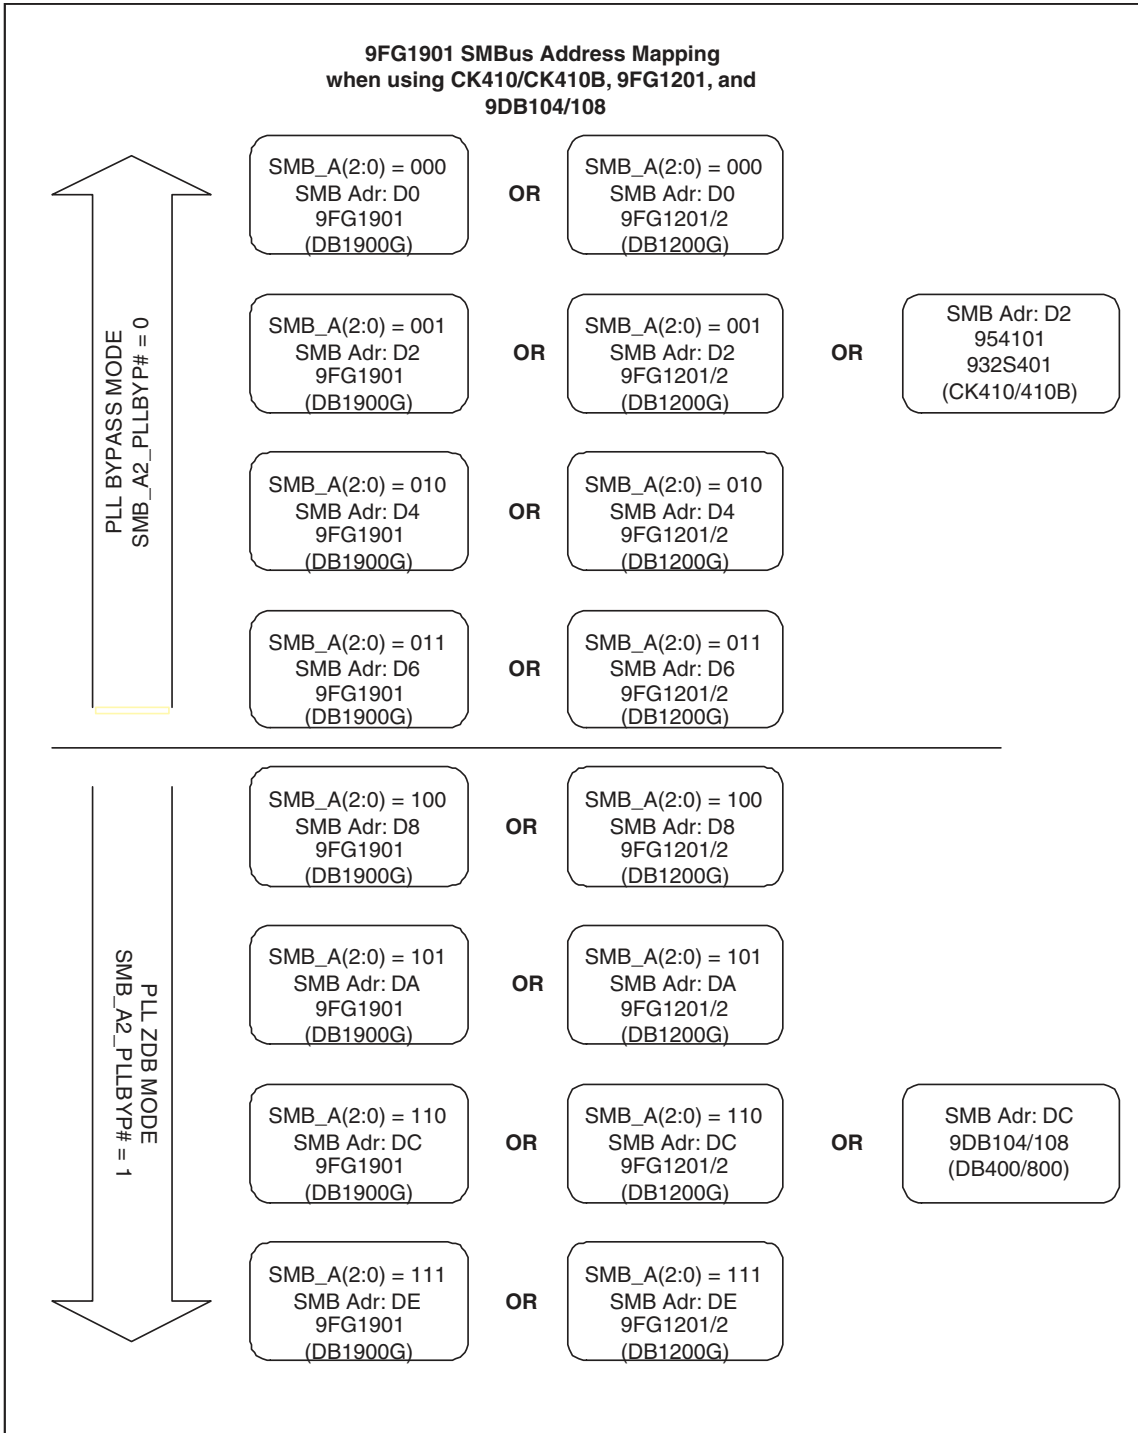 9FG1901 SMBus Address Mapping
when using CK410/CK410B, 9FG1201, and
9DB104/108
PLL BYPASS MODE
SMB_A2_PLLBYP# = 0
SMB_A(2:0) = 000
SMB Adr: D0
9FG1901
(DB1900G)
OR
SMB_A(2:0) = 000
SMB Adr: D0
9FG1201/2
(DB1200G)
SMB_A(2:0) = 001
SMB Adr: D2
9FG1901
(DB1900G)
OR
SMB_A(2:0) = 001
SMB Adr: D2
9FG1201/2
(DB1200G)
OR
SMB Adr: D2
954101
932S401
(CK410/410B)
SMB_A(2:0) = 010
SMB Adr: D4
9FG1901
(DB1900G)
OR
SMB_A(2:0) = 010
SMB Adr: D4
9FG1201/2
(DB1200G)
SMB_A(2:0) = 011
SMB Adr: D6
9FG1901
(DB1900G)
OR
SMB_A(2:0) = 011
SMB Adr: D6
9FG1201/2
(DB1200G)
PLL ZDB MODE
SMB_A2_PLLBYP# = 1
SMB_A(2:0) = 100
SMB Adr: D8
9FG1901
(DB1900G)
OR
SMB_A(2:0) = 100
SMB Adr: D8
9FG1201/2
(DB1200G)
SMB_A(2:0) = 101
SMB Adr: DA
9FG1901
(DB1900G)
OR
SMB_A(2:0) = 101
SMB Adr: DA
9FG1201/2
(DB1200G)
SMB_A(2:0) = 110
SMB Adr: DC
9FG1901
(DB1900G)
OR
SMB_A(2:0) = 110
SMB Adr: DC
9FG1201/2
(DB1200G)
OR
SMB Adr: DC
9DB104/108
(DB400/800)
SMB_A(2:0) = 111
SMB Adr: DE
9FG1901
(DB1900G)
OR
SMB_A(2:0) = 111
SMB Adr: DE
9FG1201/2
(DB1200G)